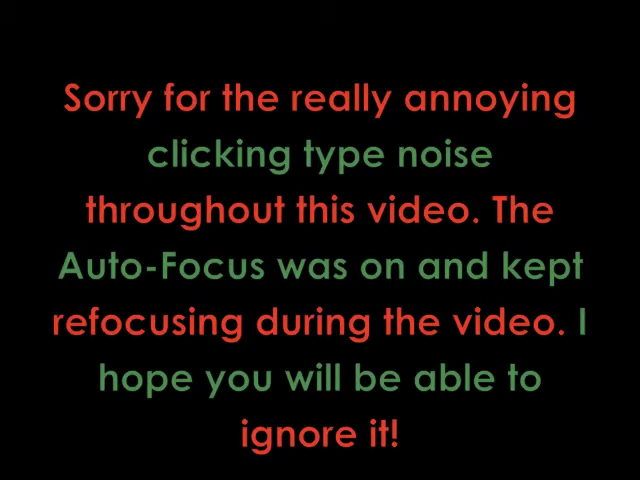 Sorry for the really annoying
clicking type noise
throughout this video. The
Auto-Focus was on and kept
refocusing during the video. I
hope you will be able to
ignore it!